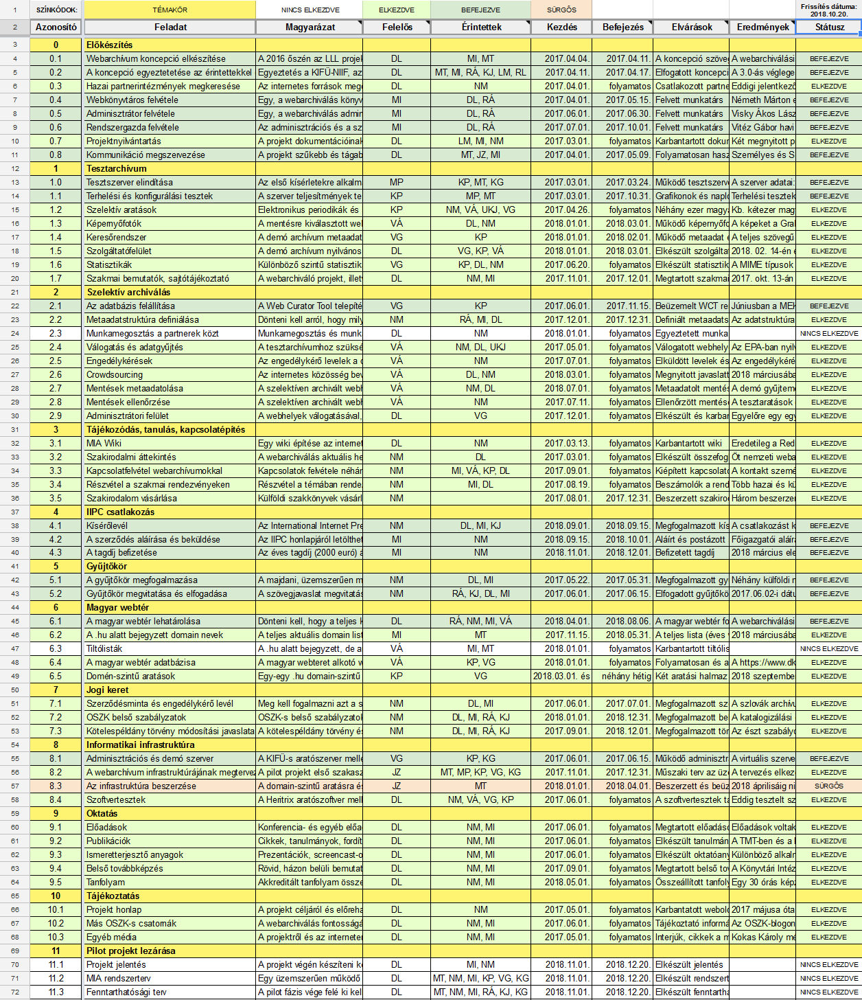 1 SZÍNKÓDOK: TÉMAKÖR NINCS ELKEZDVE ELKEZDVE BEFEJEZVE SÜRGŐS Frissítés dátuma: 2018.10.20.
2 Azonosító Feladat Magyarázat Felelős Érintettek Kezdés Befejezés Elvárások Eredmények Státusz
3 0 Előkészítés
4 0.1 Webarchívum koncepció elkészítése A 2016 őszén az LLL projek DL MI, MT 2017.04.04. 2017.04.11. A koncepció szöveg A webarchiválási BEFEJEZVE
5 0.2 A koncepció egyeztetetése az érintettekkel Egyeztetés a KIFÜ-NIIF, az DL MT, MI, RÁ, KJ, LM, RL 2017.04.11. 2017.04.17. Elfogatott koncepci A 3.0-ás véglege BEFEJEZVE
6 0.3 Hazai partnerintézmények megkeresése Az internetes források meg DL NM 2017.04.01. folyamatos Csatlakozott partne Eddigi jelentkező ELKEZDVE
7 0.4 Webkönyvtáros felvétele Egy, a webarchiválás könyv MI DL, RÁ 2017.04.01. 2017.05.15. Felvett munkatárs Németh Márton e BEFEJEZVE
8 0.5 Adminisztrátor felvétele Egy, a webarchiválás admin MI DL, RÁ 2017.06.01. 2017.06.30. Felvett munkatárs Visky Ákos Lász BEFEJEZVE
9 0.6 Rendszergazda felvétele Az adminisztrációs és a sz MI DL, RÁ 2017.07.01. 2017.10.01. Felvett munkatárs Vitéz Gábor havi BEFEJEZVE
10 0.7 Projektnyilvántartás A projekt dokumentációinak DL LM, MI, NM 2017.03.01. folyamatos Karbantartott dokur Két megnyitott p ELKEZDVE
11 0.8 Kommunikáció megszervezése A projekt szűkebb és tágab DL MT, JZ, MI 2017.04.01. 2017.05.09. Folyamatosan hasz Személyes és S BEFEJEZVE
12 1 Tesztarchívum
13 1.0 Tesztszerver elindítása Az első kísérletekre alkalm MP KP, MT, KG 2017.03.01. 2017.03.24. Működő tesztszerv A szerver adatai: BEFEJEZVE
14 1.1 Terhelési és konfigurálási tesztek A szerver teljesítmények te KP MP, MT 2017.03.01. 2017.10.31. Grafikonok és napló Terhelési tesztek BEFEJEZVE
15 1.2 Szelektív aratások Elektronikus periodikák és KP NM, VÁ, UKJ, VG 2017.04.26. folyamatos Néhány ezer magya Kb. kétezer mag ELKEZDVE
16 1.3 Képernyőfotók A mentésre kiválasztott wel VÁ DL, NM 2018.01.01. 2018.03.01. Működő képernyőfo A képeket a Gral ELKEZDVE
17 1.4 Keresőrendszer A demó archívum metaadat VG KP 2018.01.01. 2018.02.01. Működő metaadat é A teljes szövegű ELKEZDVE
18 1.5 Szolgáltatófelület A demó archívum nyilvános DL VG, KP, VÁ 2018.01.01. 2018.03.01. Elkészült szolgálta 2018. 02. 14-én e ELKEZDVE
19 1.6 Statisztikák Különböző szintű statisztik VG KP, DL, NM 2017.06.20. folyamatos Elkészült statisztik A MIME típusok ELKEZDVE
20 1.7 Szakmai bemutatók, sajtótájékoztató A webarchiváló projekt, illet DL NM, MI 2017.11.01. 2017.12.01. Megtartott szakmai 2017. okt. 13-án ELKEZDVE
21 2 Szelektív archiválás
22 2.1 Az adatbázis felállítása A Web Curator Tool telepíté VG KP 2017.06.01. 2017.11.15. Beüzemelt WCT re Júniusban a MEK BEFEJEZVE
23 2.2 Metaadatstruktúra definiálása Dönteni kell arról, hogy mily NM RÁ, MI, DL 2017.12.01. 2017.12.31. Definiált metaadats Az adatstruktúra ELKEZDVE
24 2.3 Munkamegosztás a partnerek közt Munkamegosztás és munk DL NM 2018.01.01. folyamatos Egyeztetett munka NINCS ELKEZDVE
25 2.4 Válogatás és adatgyűjtés A tesztarchívumhoz szüksé VÁ NM, DL, UKJ 2017.05.01. folyamatos Válogatott webhely Az EPA-ban nyilv ELKEZDVE
26 2.5 Engedélykérések Az engedélykérő levelek a c VÁ NM 2017.07.01. folyamatos Elküldött levelek és Az engedélykéré ELKEZDVE
27 2.6 Crowdsourcing Az internetes közösség bev VÁ DL, NM 2018.03.01. folyamatos Megnyitott javaslatt 2018 márciusába ELKEZDVE
28 2.7 Mentések metaadatolása A szelektíven archivált webh VÁ NM, DL 2018.07.01. folyamatos Metaadatolt mentés A demó gyűjtem ELKEZDVE
29 2.8 Mentések ellenőrzése A szelektíven archivált webh VÁ NM 2017.07.11. folyamatos Ellenőrzött mentés A tesztaratások ELKEZDVE
30 2.9 Adminisztrátori felület A webhelyek válogatásával, DL VG 2017.12.01. folyamatos Elkészült és karbar Egyelőre egy egy ELKEZDVE
31 3 Tájékozódás, tanulás, kapcsolatépítés
32 3.1 MIA Wiki Egy wiki építése az internet DL NM 2017.03.13. folyamatos Karbantartott wiki Eredetileg a Red ELKEZDVE
33 3.2 Szakirodalmi áttekintés A webarchiválás aktuális he NM DL 2017.03.01. folyamatos Elkészült összefog Öt nemzeti weba ELKEZDVE
34 3.3 Kapcsolatfelvétel webarchívumokkal Kapcsolatok felvétele néhár NM MI, VÁ, KP, DL 2017.09.01. folyamatos Kiépített kapcsolato A kontakt szemé ELKEZDVE
35 3.4 Részvétel a szakmai rendezvényeken Részvétel a témában rende NM MI, DL 2017.08.19. folyamatos Beszámolók a rend Több hazai és kü ELKEZDVE
36 3.5 Szakirodalom vásárlása Külföldi szakkönyvek vásárl NM 2017.08.01. 2017.12.31. Beszerzett szakiroc Három beszerzer ELKEZDVE
37 4 IIPC csatlakozás
38 4.1 Kísérőlevél Az International Internet Pre NM DL, MI, KJ 2018.09.01. 2018.09.15. Megfogalmazott kís A csatlakozást k BEFEJEZVE
39 4.2 A szerződés aláírása és beküldése Az IIPC honlapjáról letölthet MI NM 2018.09.15. 2018.10.01. Aláírt és postázott Főigazgatói aláíra BEFEJEZVE
40 4.3 A tagdíj befizetése Az éves tagdíj (2000 euró) a MI NM 2018.11.01. 2018.12.01. Befizetett tagdíj 2018 március ele BEFEJEZVE
41 5 Gyűjtőkör
42 5.1 A gyűjtőkör megfogalmazása A majdani, üzemszerűen m NM DL, MI 2017.05.22. 2017.05.31. Megfogalmazott gy Néhány külföldi n BEFEJEZVE
43 5.2 Gyűjtőkör megvitatása és elfogadása A szövegjavaslat megvitatás NM RÁ, KJ, DL, MI 2017.06.01. 2017.06.15. Elfogadott gyűjtőkö 2017.06.02-i dátu BEFEJEZVE
44 6 Magyar webtér
45 6.1 A magyar webtér lehatárolása Dönteni kell, hogy a teljes k DL RÁ, NM, MI, VÁ 2018.04.01. 2018.08.06. A magyar webtér fo A webarchiválási BEFEJEZVE
46 6.2 A .hu alatt bejegyzett domain nevek A teljes aktuális domain list MI MT 2017.11.15. 2018.05.31. A teljes lista (éves v 2018 márciusába ELKEZDVE
47 6.3 Tiltólisták A .hu alatt bejegyzett, de a VÁ MI, MT 2018.01.01. folyamatos Karbantartott tiltólis NINCS ELKEZDVE
48 6.4 A magyar webtér adatbázisa A magyar webteret alkotó w VÁ KP, VG 2018.01.01. folyamatos Folyamatosan és a A https://www.dk ELKEZDVE
49 6.5 Domén-szintű aratások Egy-egy .hu domain-szintű KP VG 2018.03.01. és néhány hétig Két aratási halmaz 2018 szeptembe ELKEZDVE
50 7 Jogi keret
51 7.1 Szerződésminta és engedélykérő levél Meg kell fogalmazni azt a s NM DL, MI 2017.06.01. 2017.07.01. Megfogalmazott sz A szlovák archívu ELKEZDVE
52 7.2 OSZK belső szabályzatok OSZK-s belső szabályzatok NM DL, MI, RÁ, KJ 2018.01.01. 2018.12.31. Megfogalmazott be A katalogizálási ELKEZDVE
53 7.3 Kötelespéldány törvény módosítási javaslata A kötelespéldány törvény és NM DL, MI, RÁ, KJ 2017.09.01. 2018.12.01. Megfogalmazott tör Az észt szabályo ELKEZDVE
54 8 Informatikai infrastruktúra
55 8.1 Adminisztrációs és demó szerver A KIFÜ-s aratószerver melle VG KP, KG 2017.06.01. 2017.06.15. Működő adminisztr A virtuális szerve BEFEJEZVE
56 8.2 A webarchívum infrastruktúrájának megtervez A pilot projekt első szakasz JZ MT, MP, KP, VG, KG 2017.11.01. 2017.12.31. Műszaki terv az üze A tervezés elkez ELKEZDVE
57 8.3 Az infrastruktúra beszerzése A domain-szintű aratásra és JZ MT 2018.01.01. 2018.04.01. Beszerzett és beüz 2018 áprilisáig ni SÜRGŐS
58 8.4 Szoftvertesztek A Heritrix aratószoftver mell DL NM, VÁ, VG, KP 2017.06.01. folyamatos A szoftvertesztek ta Eddig tesztelt sz ELKEZDVE
59 9 Oktatás
60 9.1 Előadások Konferencia- és egyéb előa DL NM, MI 2017.06.01. folyamatos Megtartott előadáso Előadások voltak ELKEZDVE
61 9.2 Publikációk Cikkek, tanulmányok, fordít DL NM, MI 2017.06.01. folyamatos Elkészült tanulmán A TMT-ben és a l ELKEZDVE
62 9.3 Ismeretterjesztő anyagok Prezentációk, screencast-o DL NM, MI 2017.06.01. folyamatos Elkészült oktatóany Különböző alkaln ELKEZDVE
63 9.4 Belső továbbképzés Rövid, házon belüli bemutat DL NM, MI 2017.09.01. folyamatos Megtartott belső tov A Könyvtári Intéz ELKEZDVE
64 9.5 Tanfolyam Akkreditált tanfolyam össze DL NM, MI 2018.05.01. folyamatos Összeállított tanfoly Egy 30 órás képz ELKEZDVE
65 10 Tájékoztatás
66 10.1 Projekt honlap A projekt céljáról és előreha DL NM 2017.05.01. folyamatos Karbantatott webolc 2017 májusa óta ELKEZDVE
67 10.2 Más OSZK-s csatornák A webarchiválás fontosságá DL NM, MI 2017.06.01. folyamatos Tájékoztató informá Az OSZK-blogon ELKEZDVE
68 10.3 Egyéb média A projektről és az interneter DL NM, MI 2017.05.01. folyamatos Interjúk, cikkek a m Kokas Károly me ELKEZDVE
69 11 Pilot projekt lezárása
70 11.1 Projekt jelentés A projekt végén készíteni ke DL MI, NM 2018.11.01. 2018.12.20. Elkészült jelentés NINCS ELKEZDVE
71 11.2 MIA rendszerterv Egy üzemszerűen működő DL MT, NM, MI, KP, VG, KG 2018.11.01. 2018.12.20. Elkészült rendszert NINCS ELKEZDVE
72 11.3 Fenntarthatósági terv A pilot fázis vége felé ki kel DL MT, NM, MI, RÁ, KJ, KG 2018.11.01. 2018.12.20. Elkészült fenntartha NINCS ELKEZDVE